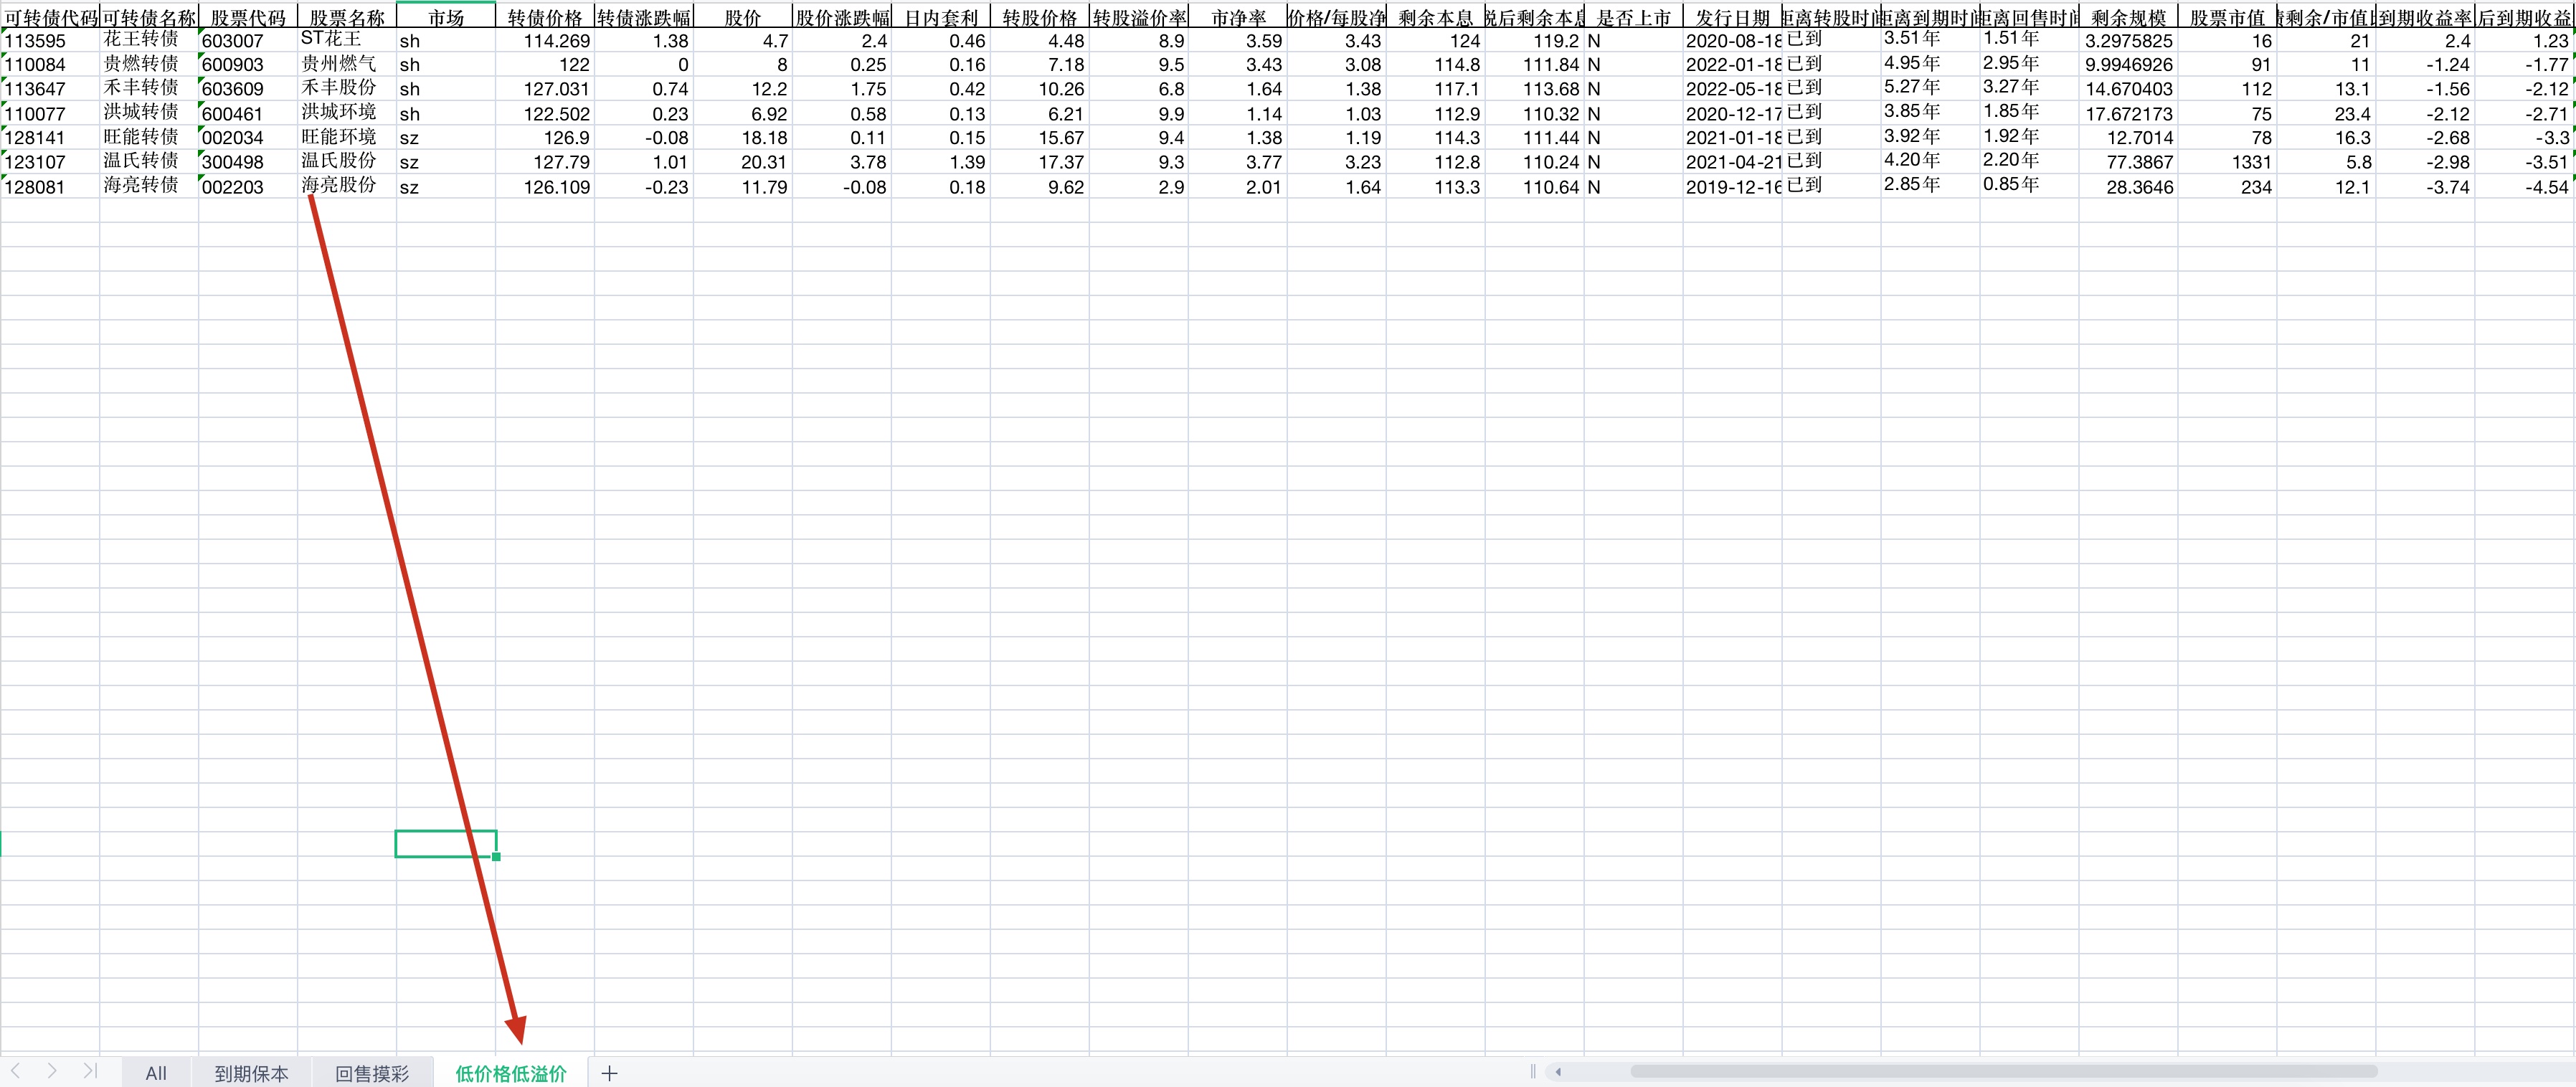 可转债代码 可转债名称 股票代码 股票名称 市场 转债价格 转债涨跌幅 股价 股价涨跌幅 日内套利 转股价格 转股溢价率 市净率 价格/每股净 剩余本息 后剩余本息 是否上市 发行日期 距离转股时间 距离到期时间 距离回售时间 剩余规模 股票市值 剩余/市值 到期收益率 后到期收益
113595 花王转债 603007 ST花王 sh 114.269 1.38 4.7 2.4 0.46 4.48 8.9 3.59 3.43 124 119.2 N 2020-08-18 已到 3.51年 1.51年 3.2975825 16 21 2.4 1.23
110084 贵燃转债 600903 贵州燃气 sh 122 0 8 0.25 0.16 7.18 9.5 3.43 3.08 114.8 111.84 N 2022-01-18 已到 4.95年 2.95年 9.9946926 91 11 -1.24 -1.77
113647 禾丰转债 603609 禾丰股份 sh 127.031 0.74 12.2 1.75 0.42 10.26 6.8 1.64 1.38 117.1 113.68 N 2022-05-18 已到 5.27年 3.27年 14.670403 112 13.1 -1.56 -2.12
110077 洪城转债 600461 洪城环境 sh 122.502 0.23 6.92 0.58 0.13 6.21 9.9 1.14 1.03 112.9 110.32 N 2020-12-17 已到 3.85年 1.85年 17.672173 75 23.4 -2.12 -2.71
128141 旺能转债 002034 旺能环境 sz 126.9 -0.08 18.18 0.11 0.15 15.67 9.4 1.38 1.19 114.3 111.44 N 2021-01-18 已到 3.92年 1.92年 12.7014 78 16.3 -2.68 -3.3
123107 温氏转债 300498 温氏股份 sz 127.79 1.01 20.31 3.78 1.39 17.37 9.3 3.77 3.23 112.8 110.24 N 2021-04-21 已到 4.20年 2.20年 77.3867 1331 5.8 -2.98 -3.51
128081 海亮转债 002203 海亮股份 sz 126.109 -0.23 11.79 -0.08 0.18 9.62 2.9 2.01 1.64 113.3 110.64 N 2019-12-16 已到 2.85年 0.85年 28.3646 234 12.1 -3.74 -4.54
All 到期保本 回售摸彩 低价格低溢价 +